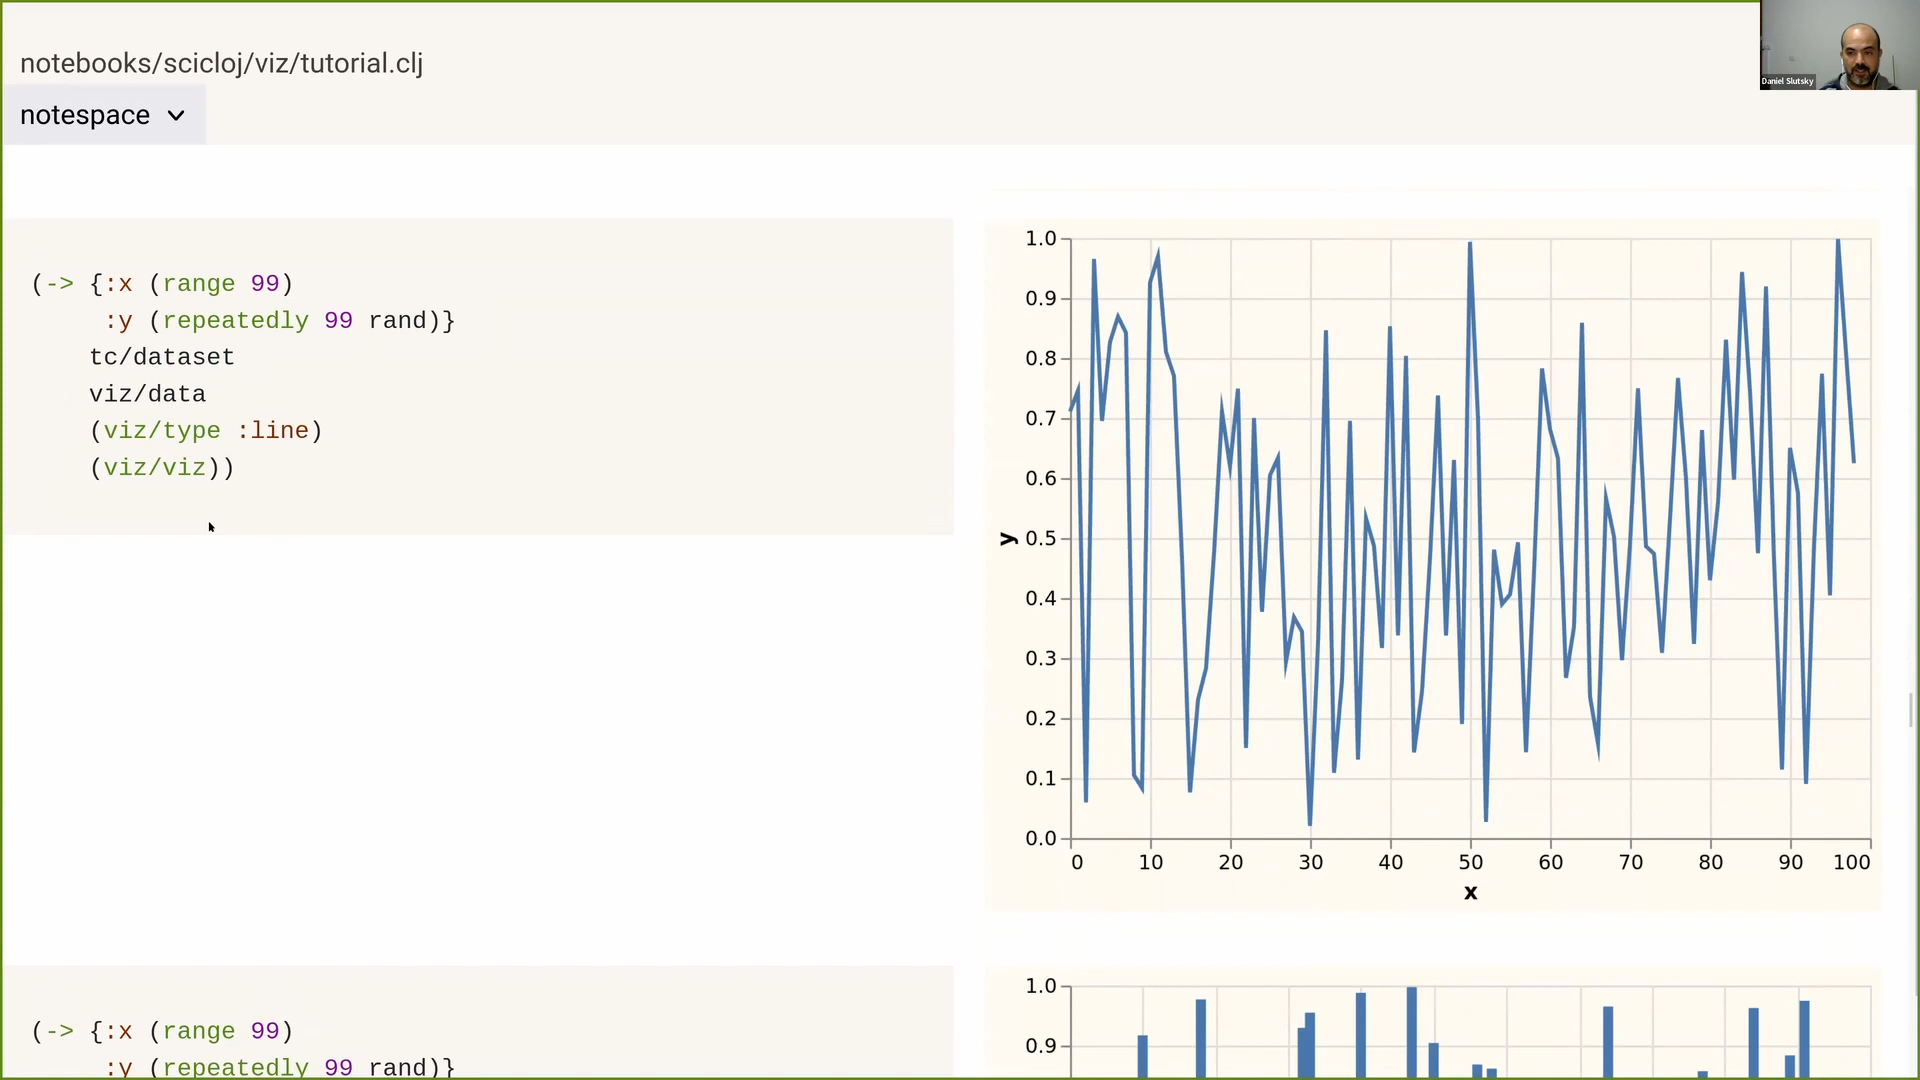 notebooks/scicloj/viz/tutorial.clj
Daniel Slutsky
notespace
(-> {:x (range 99)
:y (repeatedly 99 rand)}
tc/dataset
viz/data
(viz/type :line)
(viz/viz))
1.0
0.9
0.8
0.7
0.6
y 0.5
0.4
0.3
0.2
0.1
0.0
0 10 20 30 40 50 60 70 80 90 100
x
(-> {:x (range 99)
:y (repeatedly 99 rand)}
1.0
0.9